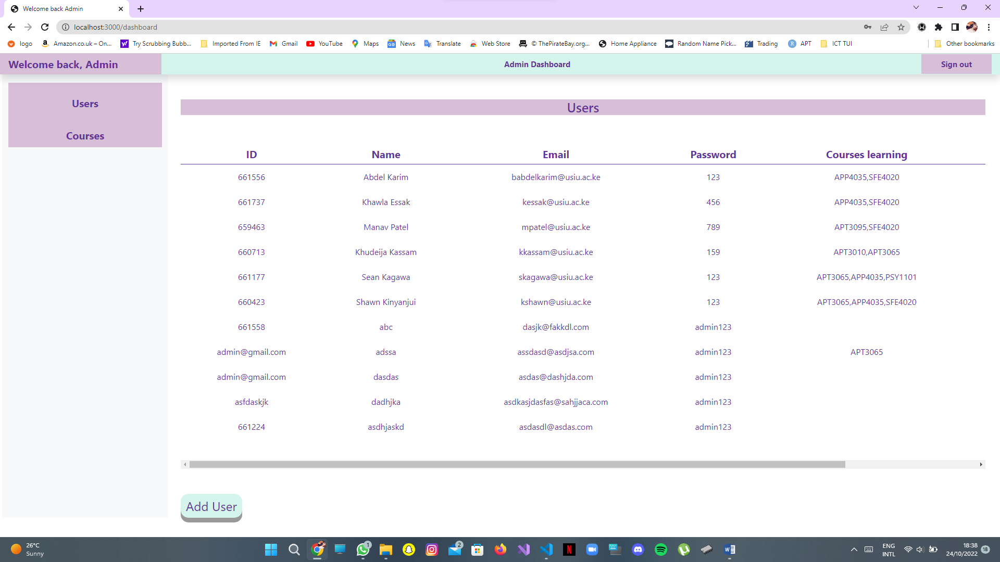 Welcome back Admin
localhost:3000/dashboard
logo Amazon.co.uk – On... Try Scrubbing Bubb... Imported From IE Gmail YouTube Maps News Translate Web Store © ThePirateBay.org... Home Appliance Random Name Pick... Trading APT ICT TUI Other bookmarks
Welcome back, Admin Admin Dashboard Sign out
Users
Courses
Users
ID Name Email Password Courses learning
661556 Abdel Karim babdelkarim@usiu.ac.ke 123 APP4035,SFE4020
661737 Khawla Essak kessak@usiu.ac.ke 456 APP4035,SFE4020
659463 Manav Patel mpatel@usiu.ac.ke 789 APT3095,SFE4020
660713 Khudeija Kassam kkassam@usiu.ac.ke 159 APT3010,APT3065
661177 Sean Kagawa skagawa@usiu.ac.ke 123 APT3065,APP4035,PSY1101
660423 Shawn Kinyanjui kshawn@usiu.ac.ke 123 APT3065,APP4035,SFE4020
661558 abc dasjk@fakkdl.com admin123
admin@gmail.com adssa assdasd@asdjsa.com admin123 APT3065
admin@gmail.com dasdas asdas@dashjda.com admin123
asfdaskjk dadhjka asdkasjdasfas@sahjjaca.com admin123
661224 asdhjaskd asdasdl@asdas.com admin123
Add User
26°C
Sunny
1
2
ENG
INTL
18:38
24/10/2022
18